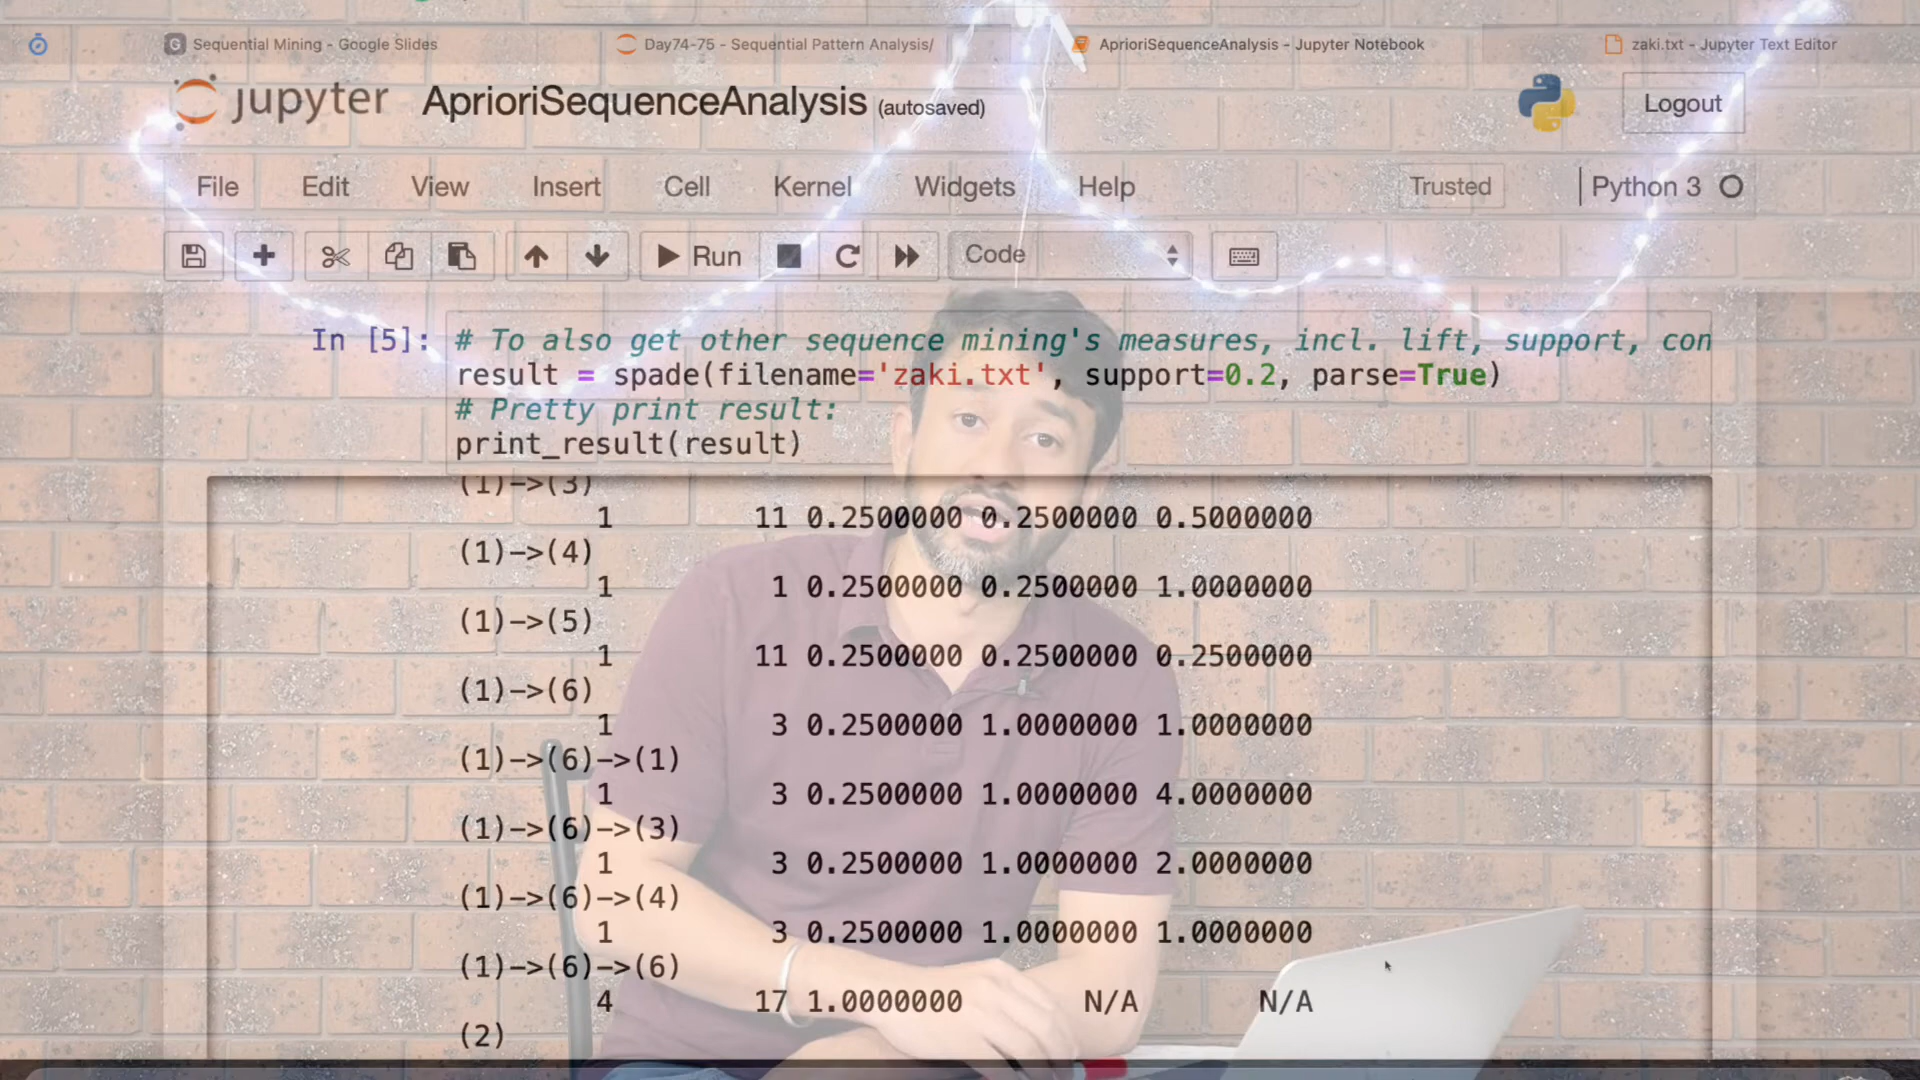 Sequential Mining - Google Slides
Day74-75 - Sequential Pattern Analysis/
AprioriSequenceAnalysis - Jupyter Notebook
zaki.txt - Jupyter Text Editor
jupyter AprioriSequenceAnalysis (autosaved)
Logout
File Edit View Insert Cell Kernel Widgets Help
Trusted
Python 3
Run
Code
In [5]: # To also get other sequence mining's measures, incl. lift, support, con
result = spade(filename='zaki.txt', support=0.2, parse=True)
# Pretty print result:
print_result(result)
(1)->(3)
1 11 0.2500000 0.2500000 0.5000000
(1)->(4)
1 1 0.2500000 0.2500000 1.0000000
(1)->(5)
1 11 0.2500000 0.2500000 0.2500000
(1)->(6)
1 3 0.2500000 1.0000000 1.0000000
(1)->(6)->(1)
1 3 0.2500000 1.0000000 4.0000000
(1)->(6)->(3)
1 3 0.2500000 1.0000000 2.0000000
(1)->(6)->(4)
1 3 0.2500000 1.0000000 1.0000000
(1)->(6)->(6)
4 17 1.0000000 N/A N/A
(2)